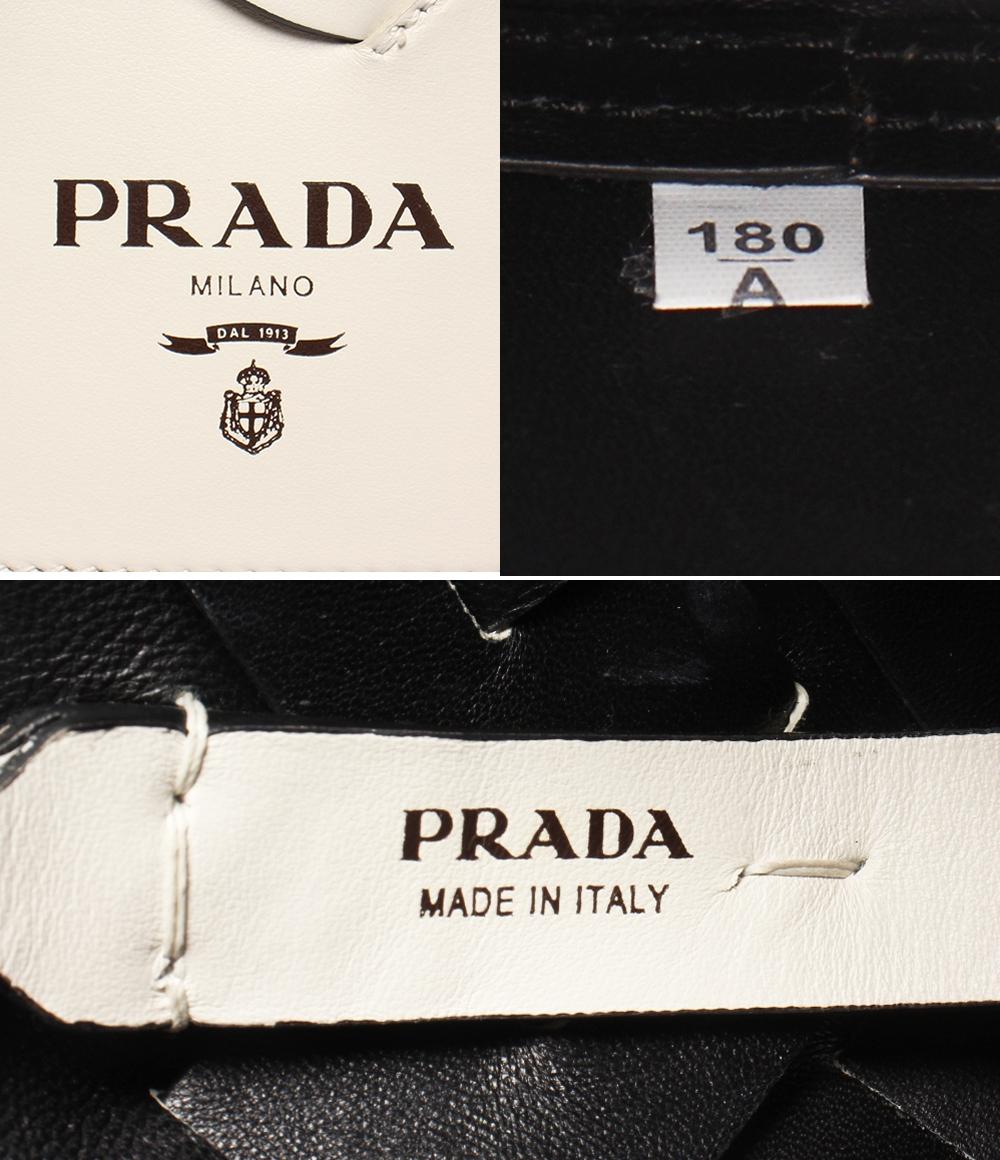 PRADA
MILANO
DAL 1913
180
A
PRADA
MADE IN ITALY